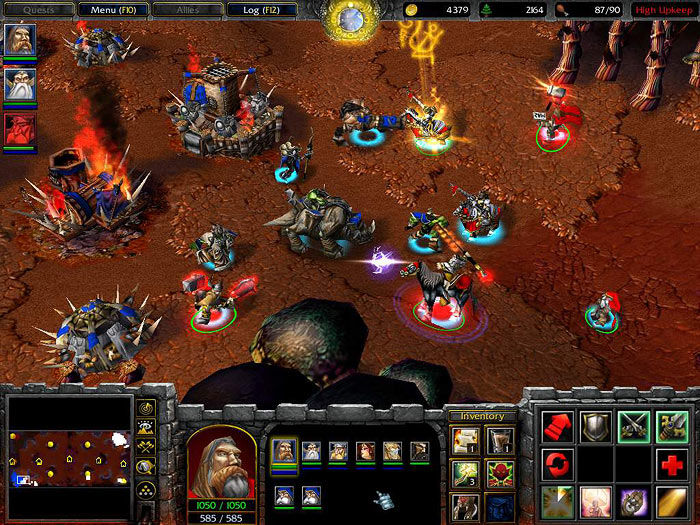 Quests
Menu (F10)
Allies
Log (F12)
4379
2164
87/90
High Upkeep
Inventory
1
1
3
1050 / 1050
585 / 585